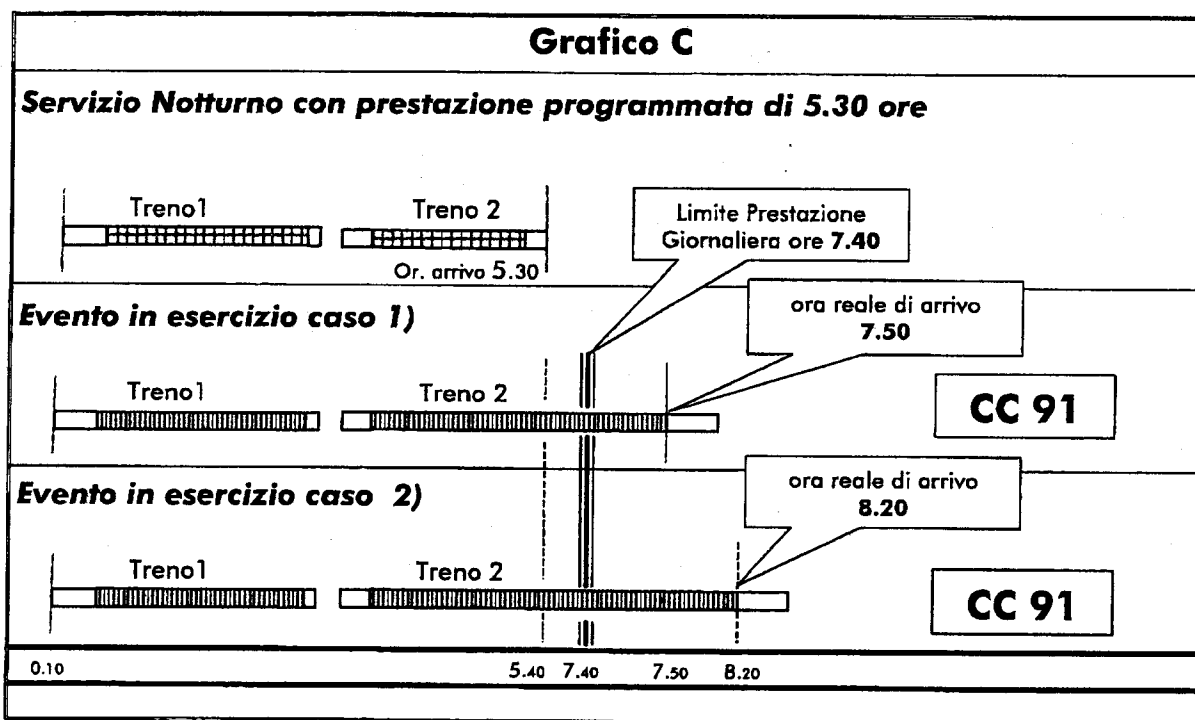 Grafico C
Servizio Notturno con prestazione programmata di 5.30 ore
Treno1
Treno 2
Or. arrivo 5.30
Limite Prestazione
Giornaliera ore 7.40
Evento in esercizio caso 1)
ora reale di arrivo
7.50
Treno1
Treno 2
CC 91
Evento in esercizio caso 2)
ora reale di arrivo
8.20
Treno1
Treno 2
CC 91
0.10 5.40 7.40 7.50 8.20